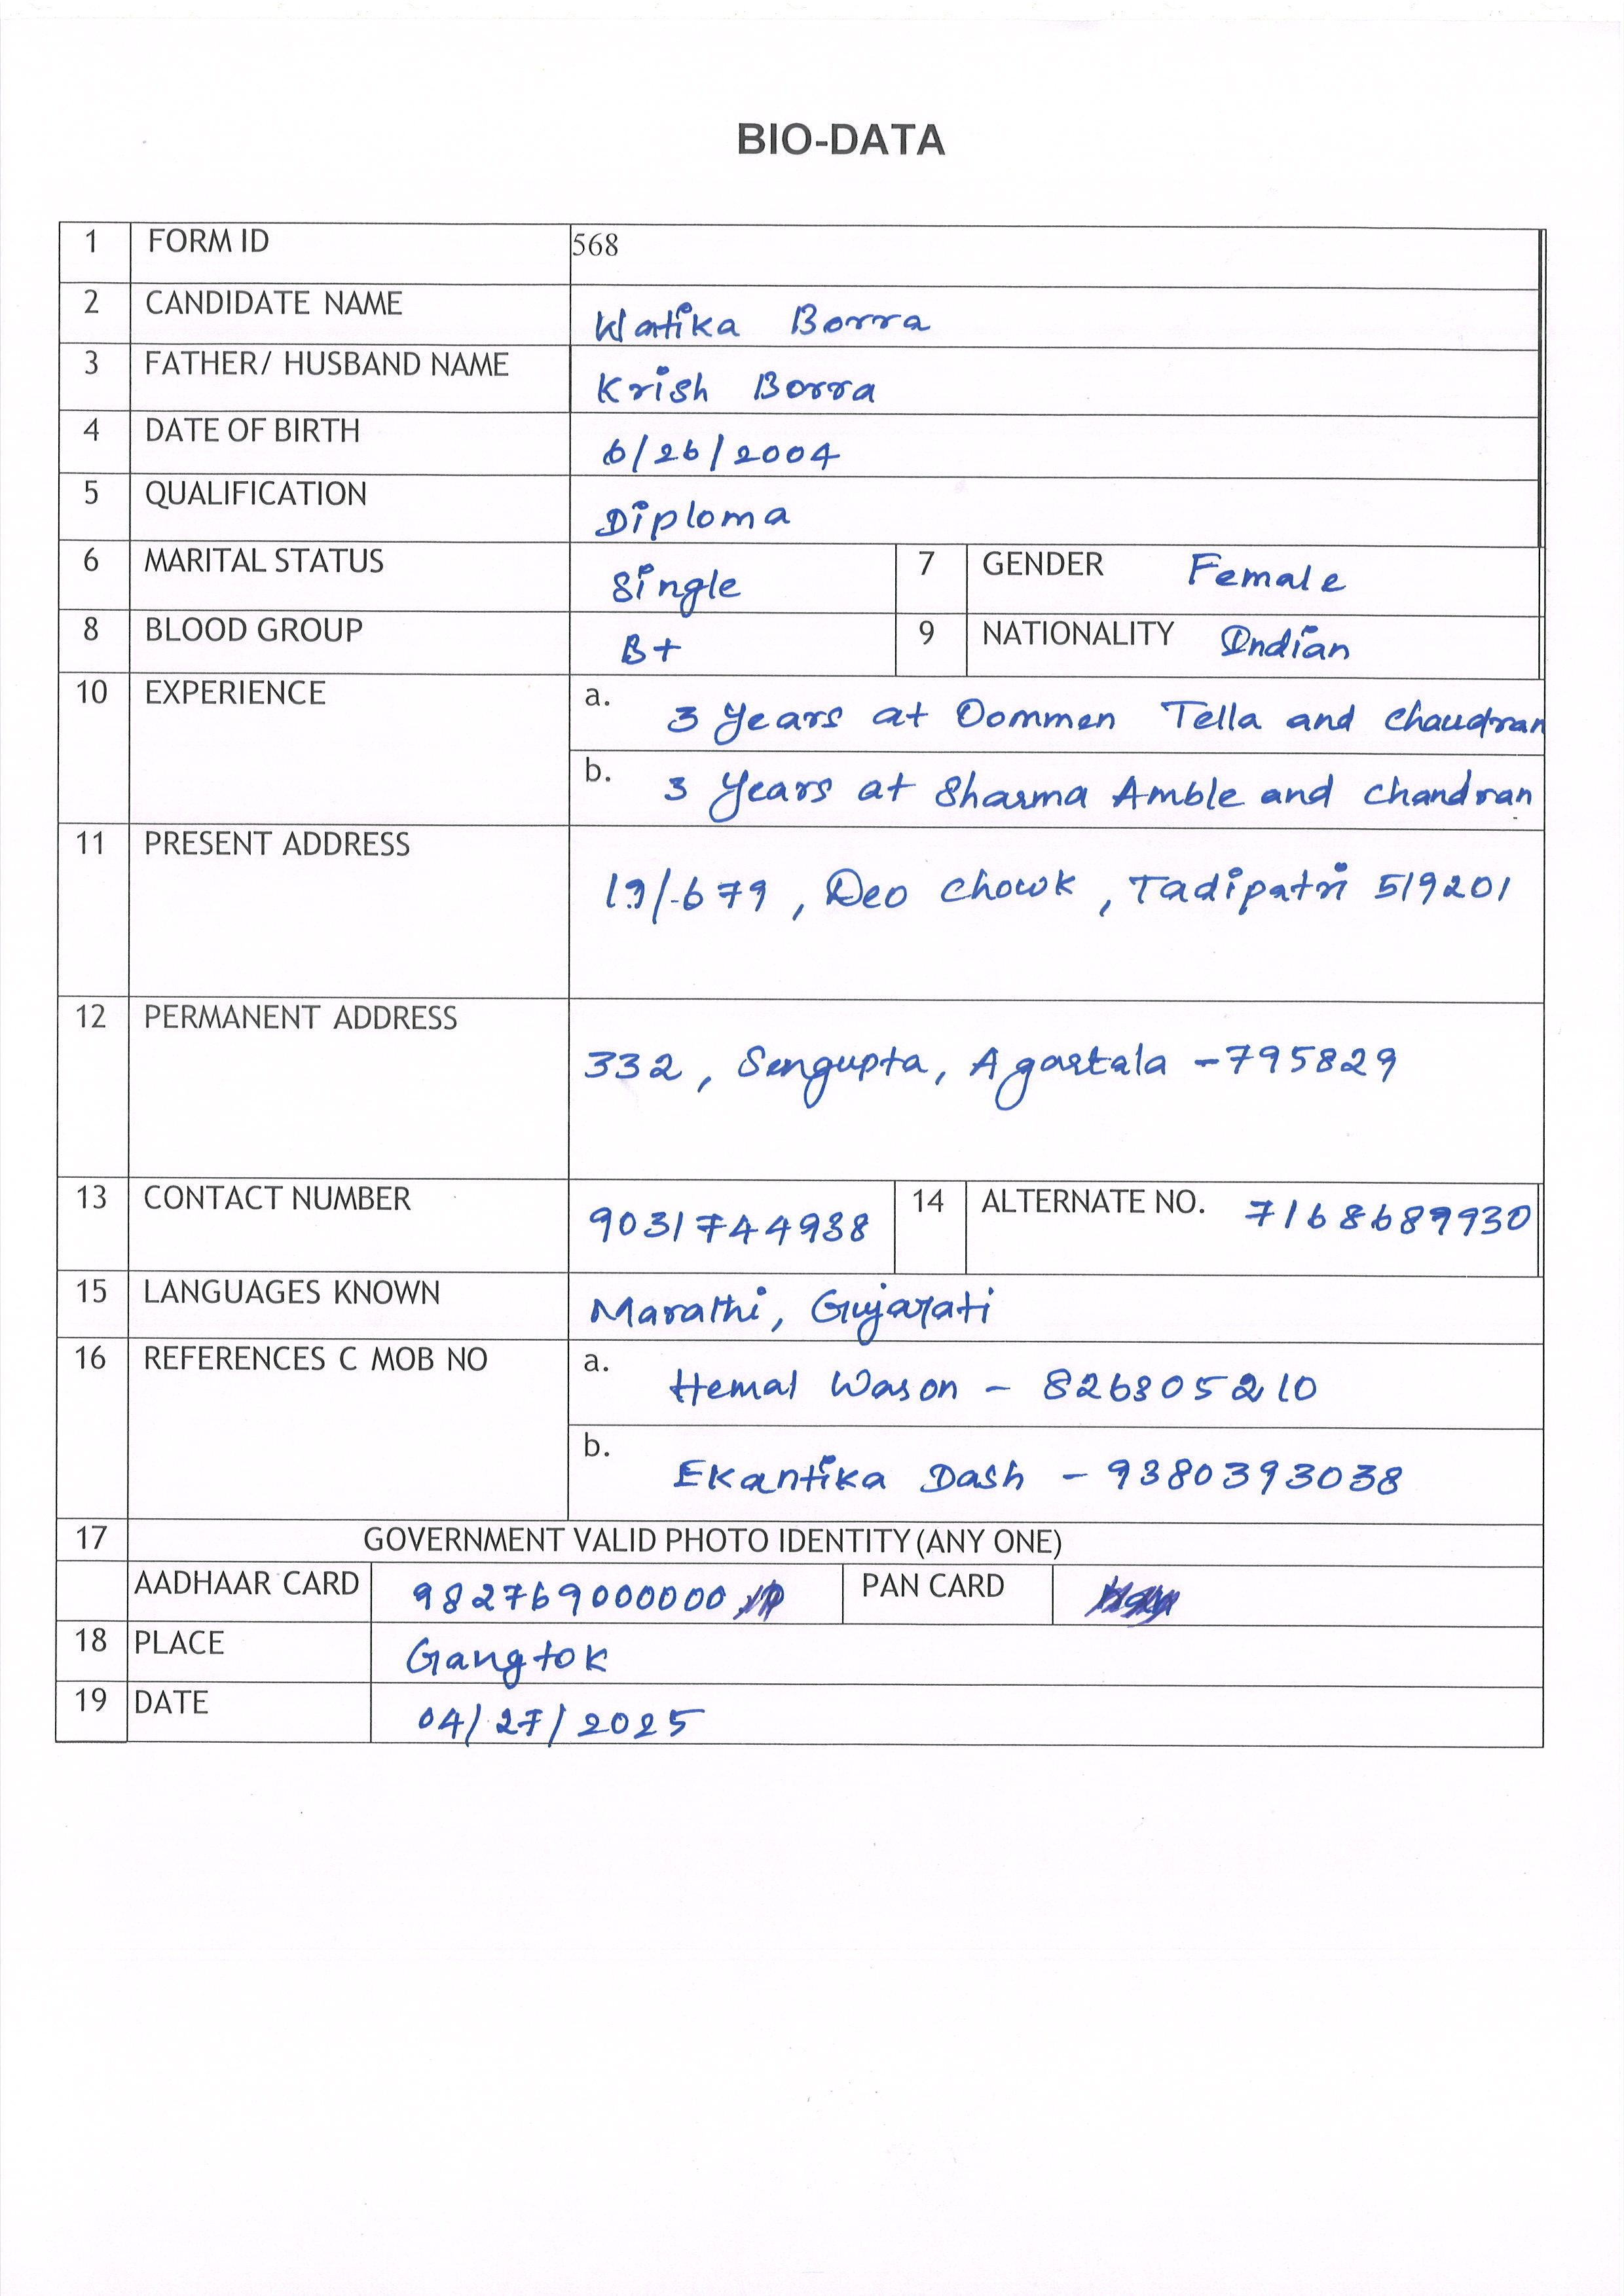 BIO-DATA
1 FORM ID 568
2 CANDIDATE NAME Watika Borra
3 FATHER/ HUSBAND NAME Krish Borra
4 DATE OF BIRTH 6/26/2004
5 QUALIFICATION Diploma
6 MARITAL STATUS Single 7 GENDER Female
8 BLOOD GROUP B+ 9 NATIONALITY Indian
10 EXPERIENCE a. 3 Years at Oommen Tella and Chaudran
b. 3 Years at Sharma Amble and Chandran
11 PRESENT ADDRESS 19/-679, Deo Chowk, Tadipatri 519201
12 PERMANENT ADDRESS 332, Sengupta, Agartala -795829
13 CONTACT NUMBER 9031744938 14 ALTERNATE NO. 7168689930
15 LANGUAGES KNOWN Marathi, Gujarati
16 REFERENCES C MOB NO a. Hemal Wason - 8268305210
b. Ekantika Dash - 9380393038
17 GOVERNMENT VALID PHOTO IDENTITY (ANY ONE)
AADHAAR CARD 982769000000 PAN CARD
18 PLACE Gangtok
19 DATE 04/27/2025